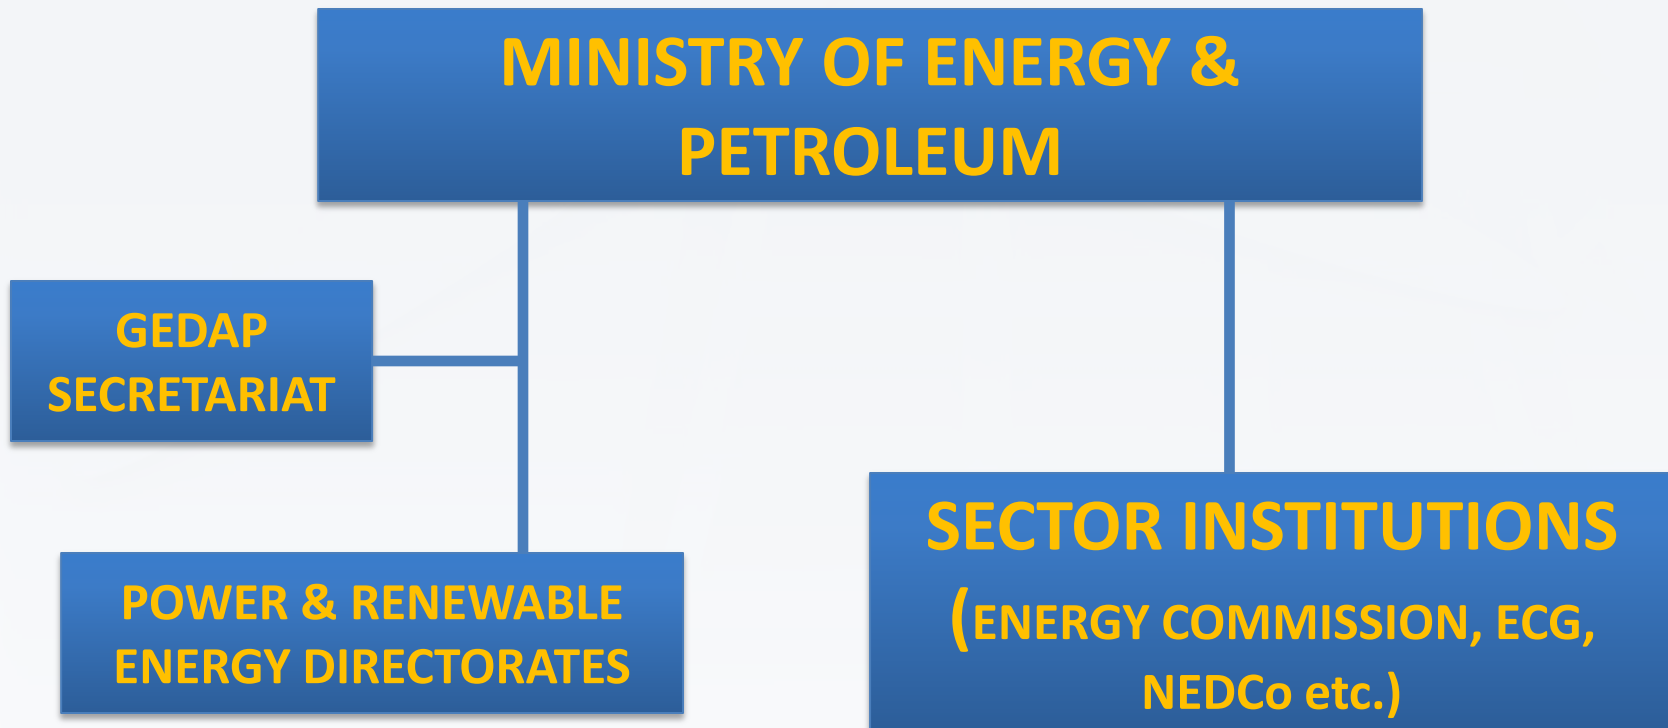 MINISTRY OF ENERGY &
PETROLEUM
GEDAP
SECRETARIAT
POWER & RENEWABLE
ENERGY DIRECTORATES
SECTOR INSTITUTIONS
(ENERGY COMMISSION, ECG,
NEDCo etc.)